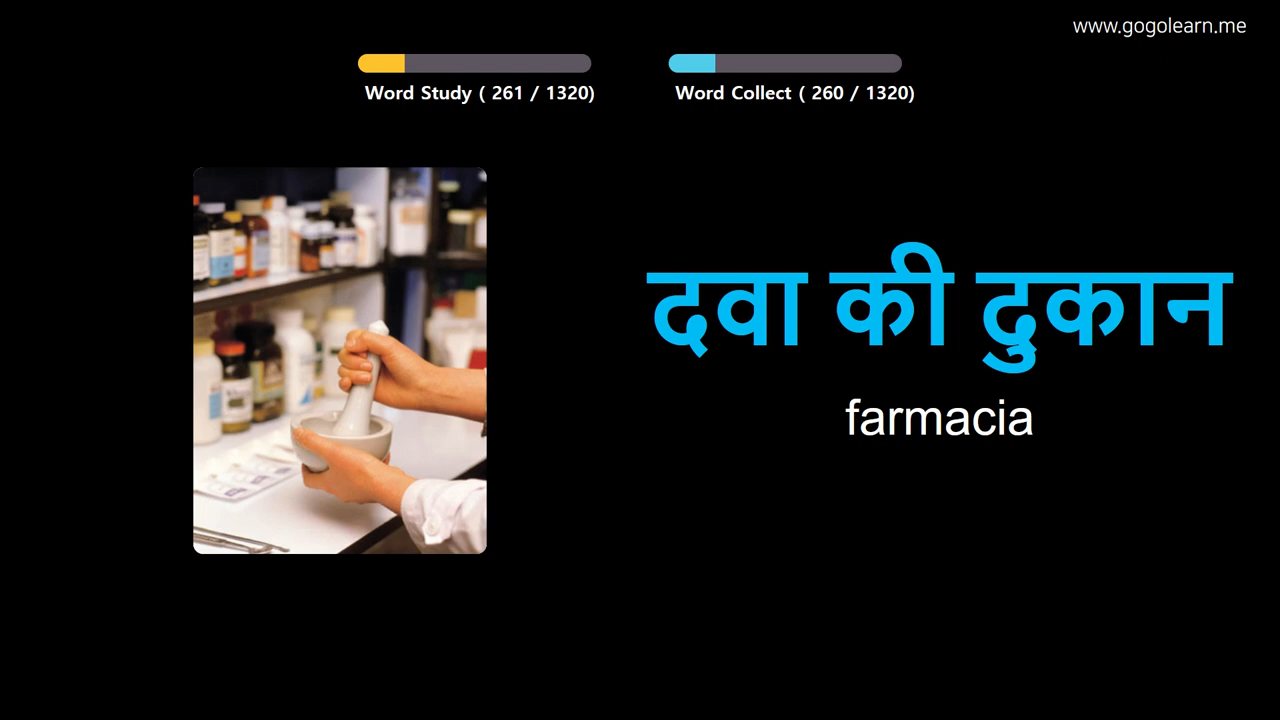 www.gogolearn.me
Word Study ( 261 / 1320)
Word Collect ( 260 / 1320)
दवा की दुकान
farmacia